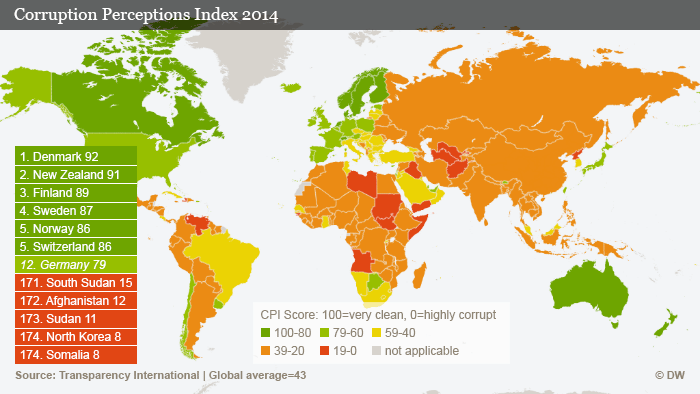 Corruption Perceptions Index 2014
1. Denmark 92
2. New Zealand 91
3. Finland 89
4. Sweden 87
5. Norway 86
5. Switzerland 86
12. Germany 79
171. South Sudan 15
172. Afghanistan 12
173. Sudan 11
174. North Korea 8
174. Somalia 8
CPI Score: 100=very clean, 0=highly corrupt
100-80 79-60 59-40
39-20 19-0 not applicable
Source: Transparency International | Global average=43 © DW